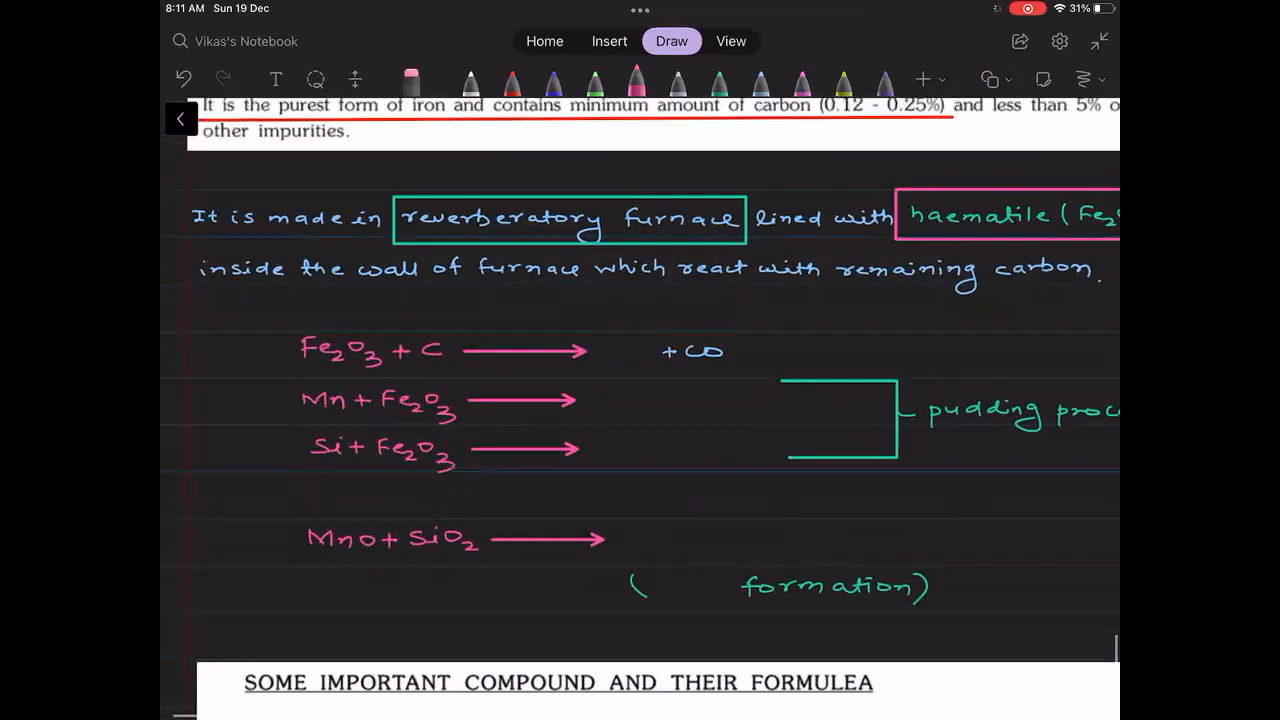 8:11 AM Sun 19 Dec
31%
Vikas's Notebook
Home Insert Draw View
It is the purest form of iron and contains minimum amount of carbon (0.12 - 0.25%) and less than 5% o
other impurities.
It is made in reverberatory furnace lined with haematile (Fe₂
inside the wall of furnace which react with remaining carbon.
Fe₂O₃ + C ⟶ + CO
Mn + Fe₂O₃ ⟶
pudding proc
Si + Fe₂O₃ ⟶
MnO + SiO₂ ⟶
( formation)
SOME IMPORTANT COMPOUND AND THEIR FORMULEA